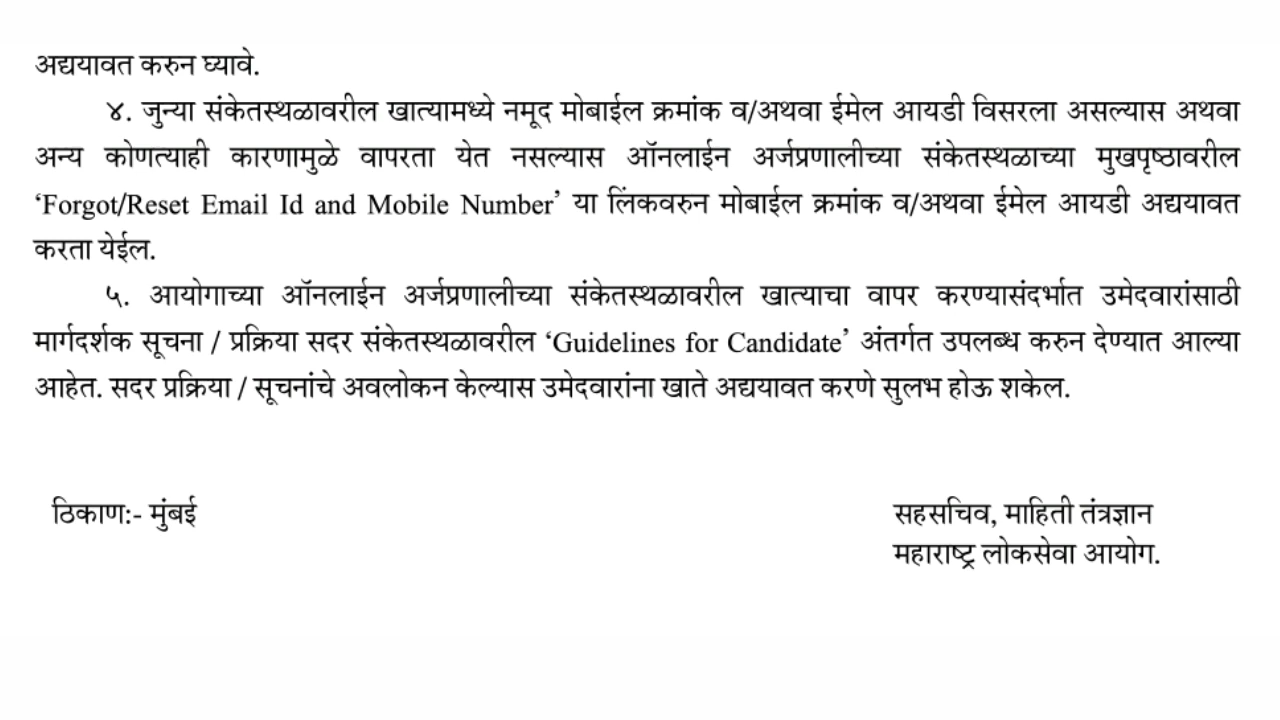 अद्ययावत करुन घ्यावे.
४. जुन्या संकेतस्थळावरील खात्यामध्ये नमूद मोबाईल क्रमांक व/अथवा ईमेल आयडी विसरला असल्यास अथवा
अन्य कोणत्याही कारणामुळे वापरता येत नसल्यास ऑनलाईन अर्जप्रणालीच्या संकेतस्थळाच्या मुखपृष्ठावरील
‘Forgot/Reset Email Id and Mobile Number’ या लिंकवरुन मोबाईल क्रमांक व/अथवा ईमेल आयडी अद्ययावत
करता येईल.
५. आयोगाच्या ऑनलाईन अर्जप्रणालीच्या संकेतस्थळावरील खात्याचा वापर करण्यासंदर्भात उमेदवारांसाठी
मार्गदर्शक सूचना / प्रक्रिया सदर संकेतस्थळावरील ‘Guidelines for Candidate’ अंतर्गत उपलब्ध करुन देण्यात आल्या
आहेत. सदर प्रक्रिया / सूचनांचे अवलोकन केल्यास उमेदवारांना खाते अद्ययावत करणे सुलभ होऊ शकेल.
ठिकाण:- मुंबई
सहसचिव, माहिती तंत्रज्ञान
महाराष्ट्र लोकसेवा आयोग.